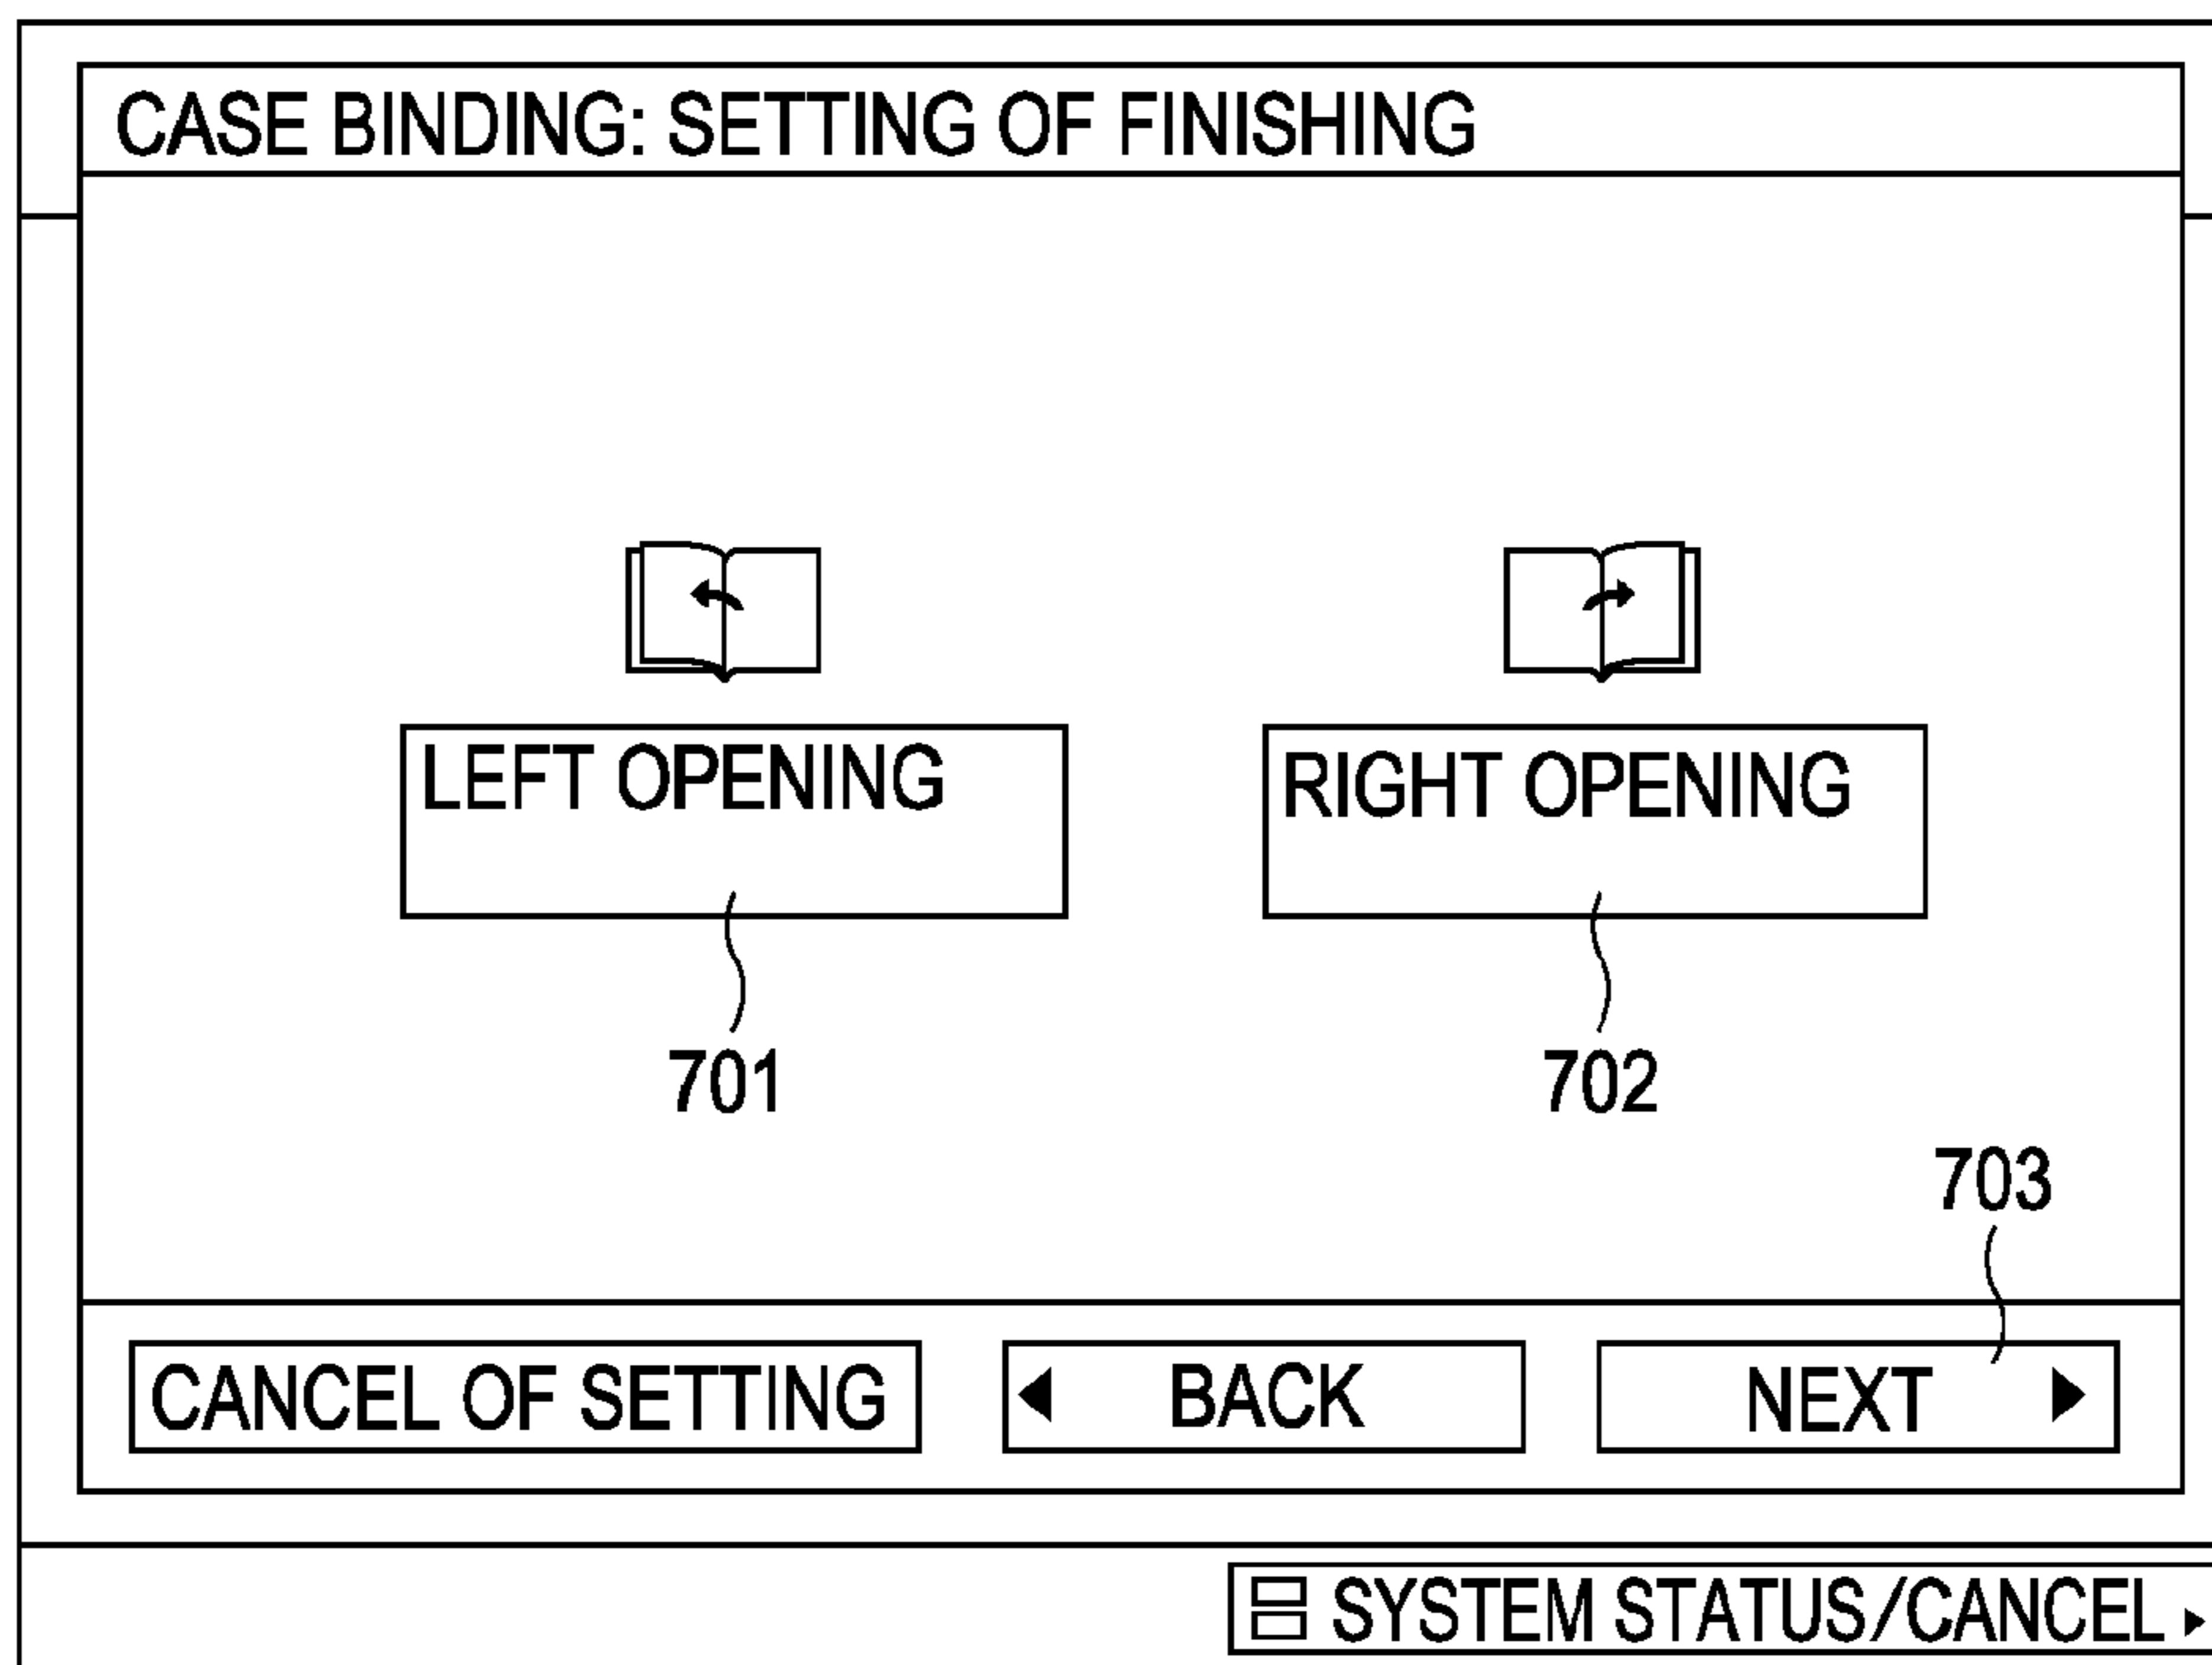 CASE BINDING: SETTING OF FINISHING
LEFT OPENING
RIGHT OPENING
701
702
703
CANCEL OF SETTING
BACK
NEXT
SYSTEM STATUS/CANCEL